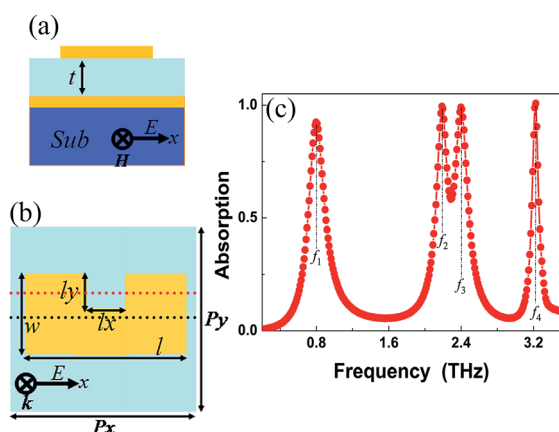 (a)
t
Sub
E
x
H
(b)
ly
lx
w
l
Py
E
x
k
Px
(c)
Absorption
1.0
0.5
0.0
f1
f2
f3
f4
0.8 1.6 2.4 3.2
Frequency (THz)